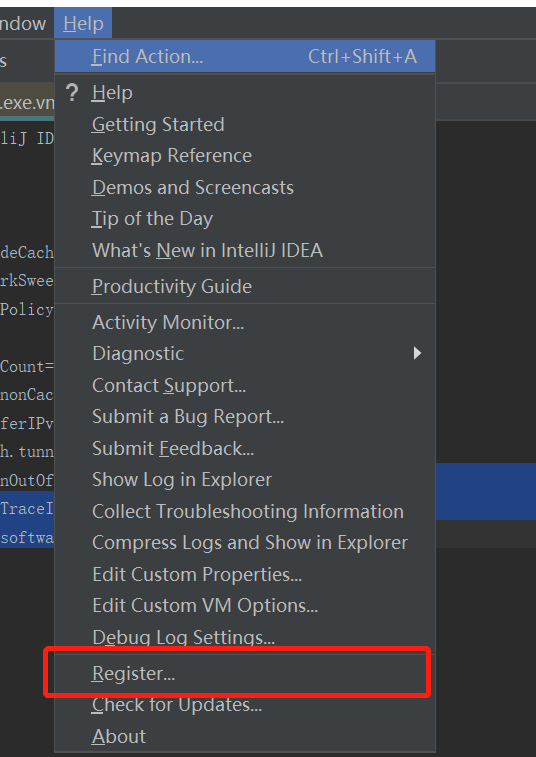 ndow Help
s
Find Action... Ctrl+Shift+A
.exe.vn
? Help
Getting Started
liJ ID
Keymap Reference
Demos and Screencasts
Tip of the Day
What's New in IntelliJ IDEA
deCach
rkSwee
Productivity Guide
Policy
Activity Monitor...
Diagnostic
Count=
Contact Support...
nonCac
Submit a Bug Report...
ferIPv
Submit Feedback...
h.tunn
Show Log in Explorer
nOutOf
Collect Troubleshooting Information
TraceI
Compress Logs and Show in Explorer
softwa
Edit Custom Properties...
Edit Custom VM Options...
Debug Log Settings...
Register...
Check for Updates...
About